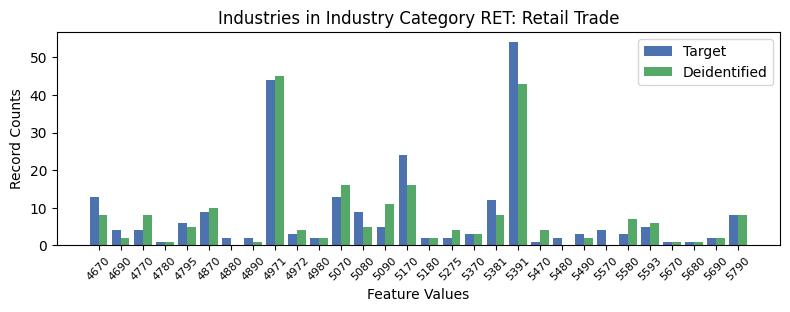 Industries in Industry Category RET: Retail Trade
Target
Deidentified
Record Counts
50
40
30
20
10
0
4670 4690 4770 4780 4795 4870 4880 4890 4971 4972 4980 5070 5080 5090 5170 5180 5275 5370 5381 5391 5470 5480 5490 5570 5580 5593 5670 5680 5690 5790
Feature Values